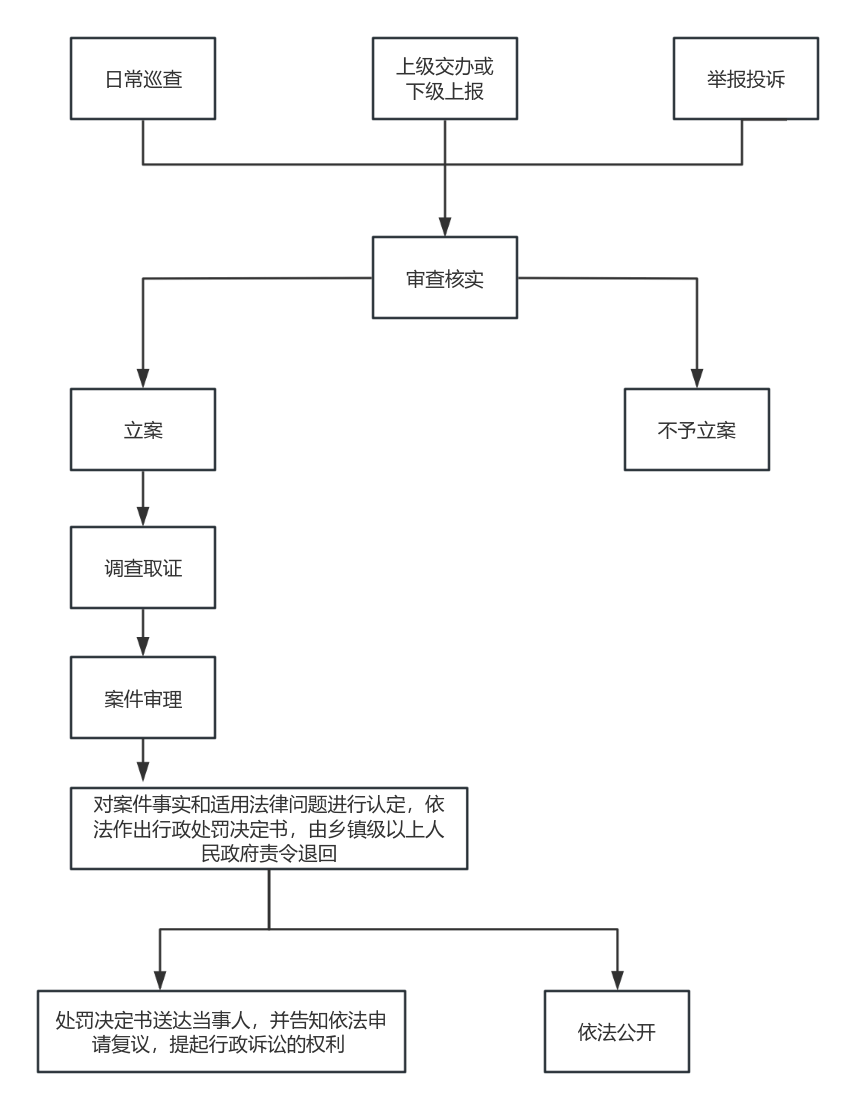 日常巡查
上级交办或
下级上报
举报投诉
审查核实
立案
不予立案
调查取证
案件审理
对案件事实和适用法律问题进行认定，依
法作出行政处罚决定书，由乡镇级以上人
民政府责令退回
处罚决定书送达当事人，并告知依法申
请复议，提起行政诉讼的权利
依法公开